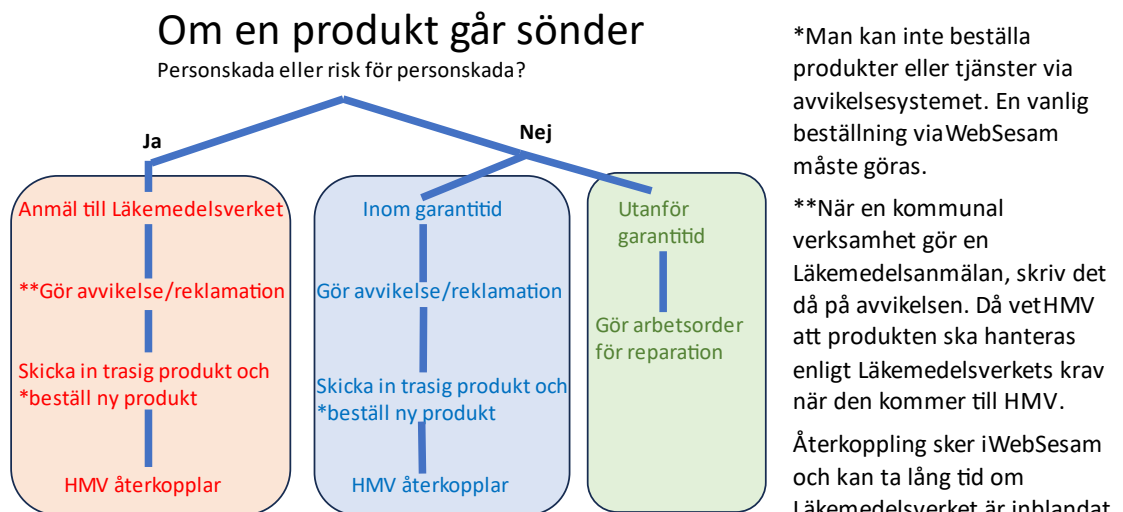 Om en produkt går sönder
Personskada eller risk för personskada?
Ja
Nej
Anmäl till Läkemedelsverket
**Gör avvikelse/reklamation
Skicka in trasig produkt och
*beställ ny produkt
HMV återkopplar
Inom garantitid
Gör avvikelse/reklamation
Skicka in trasig produkt och
*beställ ny produkt
HMV återkopplar
Utanför
garantitid
Gör arbetsorder
för reparation
*Man kan inte beställa
produkter eller tjänster via
avvikelsesystemet. En vanlig
beställning via WebSesam
måste göras.
**När en kommunal
verksamhet gör en
Läkemedelsanmälan, skriv det
då på avvikelsen. Då vet HMV
att produkten ska hanteras
enligt Läkemedelsverkets krav
när den kommer till HMV.
Återkoppling sker i WebSesam
och kan ta lång tid om
Läkemedelsverket är inblandat